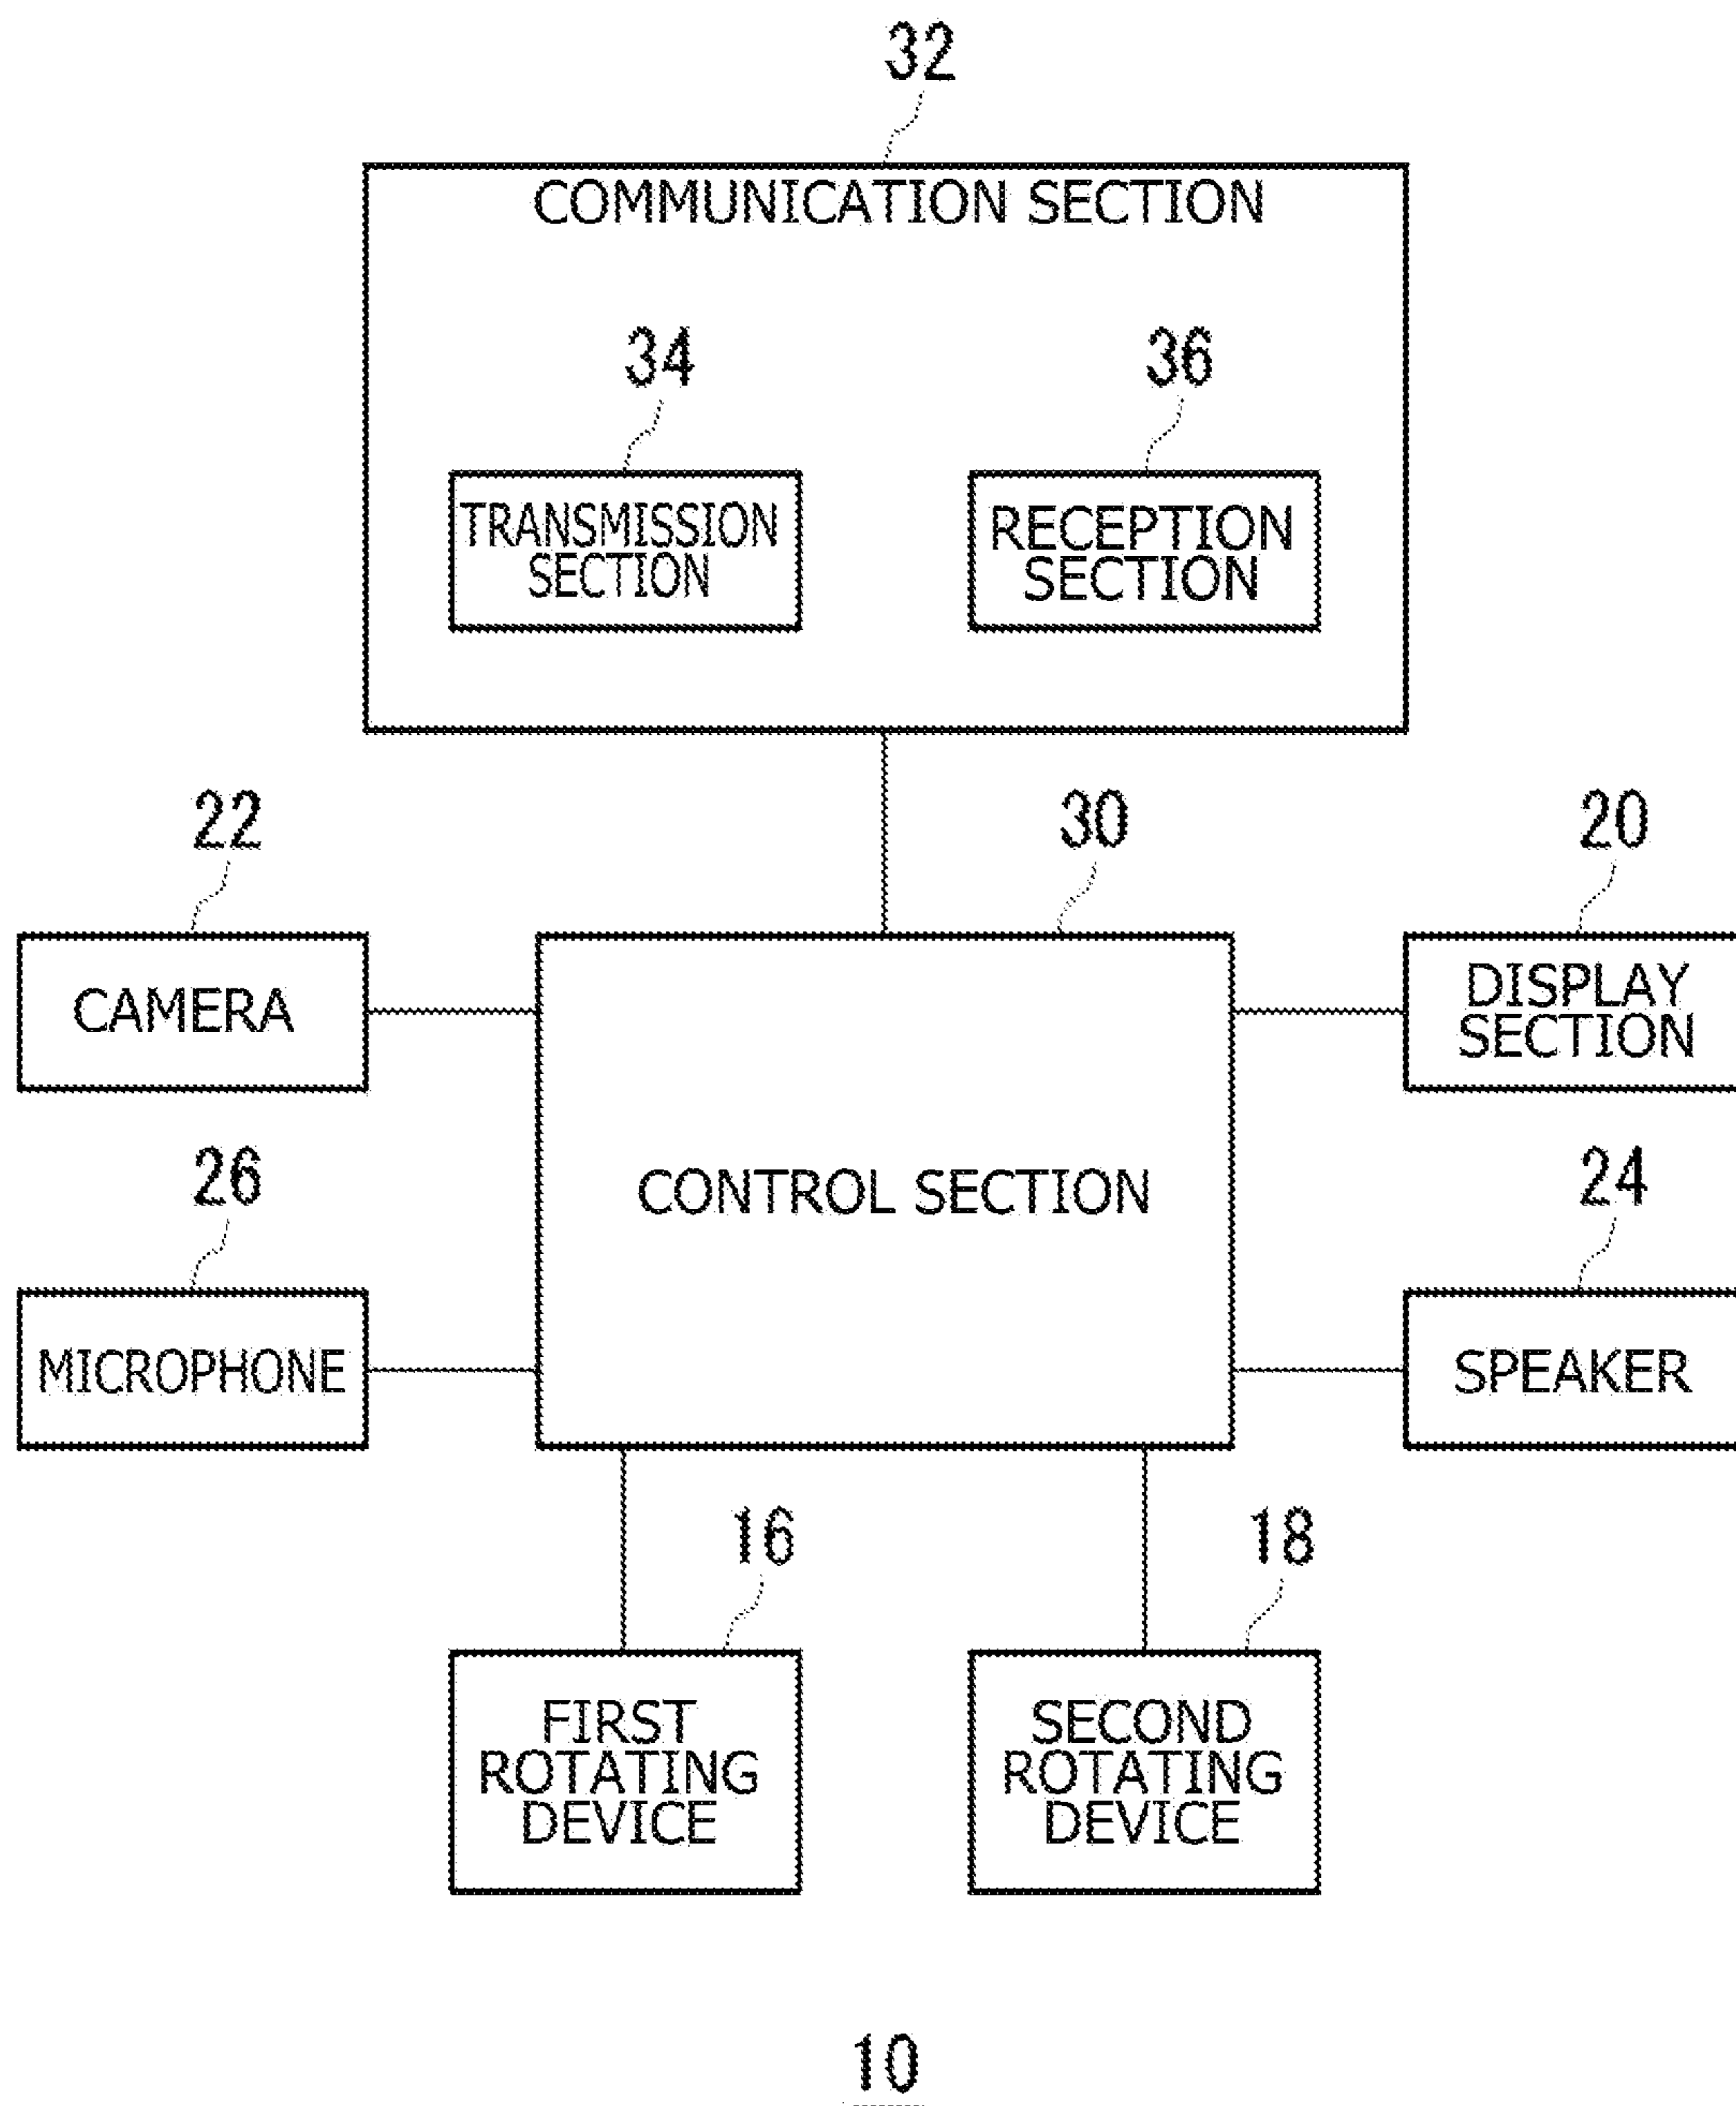 32
COMMUNICATION SECTION
34
36
TRANSMISSION
SECTION
RECEPTION
SECTION
22
30
20
CAMERA
DISPLAY
SECTION
26
CONTROL SECTION
24
MICROPHONE
SPEAKER
16
18
FIRST
ROTATING
DEVICE
SECOND
ROTATING
DEVICE
10